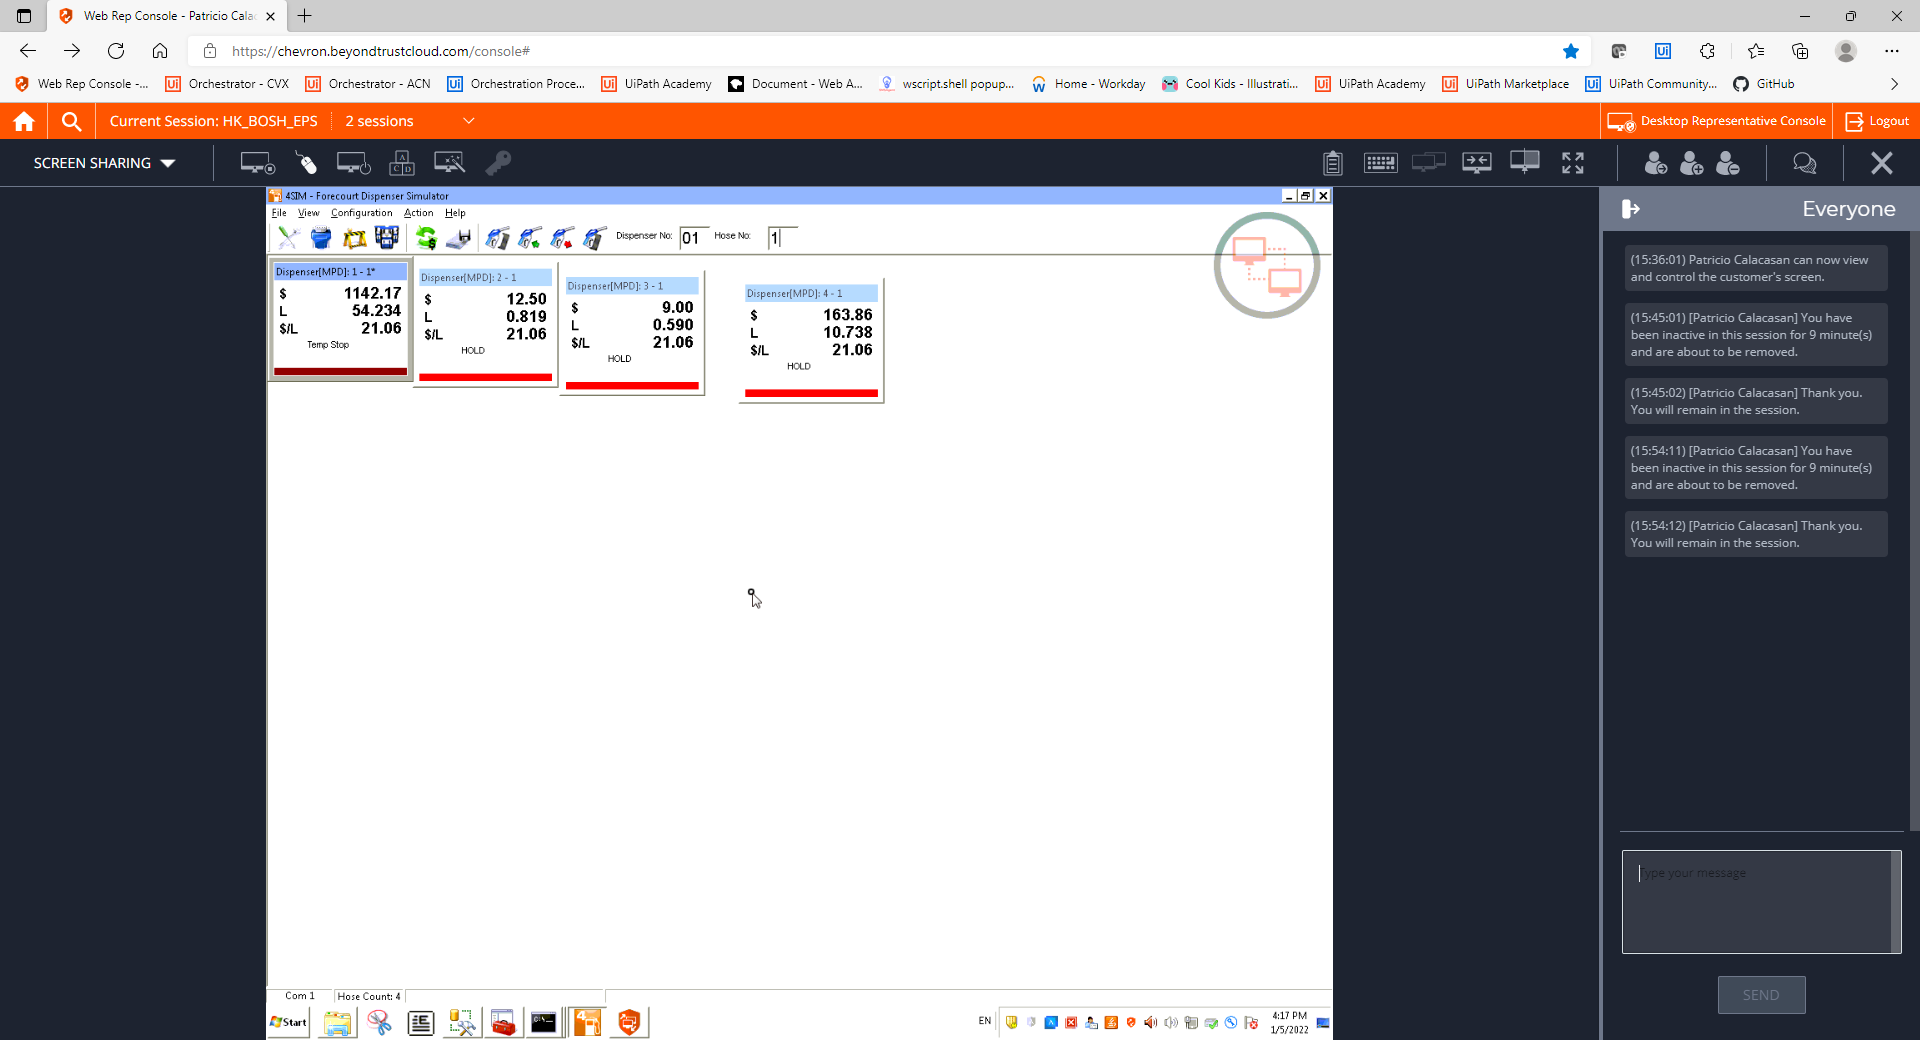 Web Rep Console - Patricio Cala
https://chevron.beyondtrustcloud.com/console#
Web Rep Console -...
Orchestrator - CVX
Orchestrator - ACN
Orchestration Proce...
UiPath Academy
Document - Web A...
wscript.shell popup...
Home - Workday
Cool Kids - Illustrati...
UiPath Academy
UiPath Marketplace
UiPath Community...
GitHub
Current Session: HK_BOSH_EPS
2 sessions
Desktop Representative Console
Logout
SCREEN SHARING
4SIM - Forecourt Dispenser Simulator
File View Configuration Action Help
Dispenser No: 01 Hose No: 1
Dispenser[MPD]: 1 - 1*
$ 1142.17
L 54.234
$/L 21.06
Temp Stop
Dispenser[MPD]: 2 - 1
$ 12.50
L 0.819
$/L 21.06
HOLD
Dispenser[MPD]: 3 - 1
$ 9.00
L 0.590
$/L 21.06
HOLD
Dispenser[MPD]: 4 - 1
$ 163.86
L 10.738
$/L 21.06
HOLD
Com 1
Hose Count: 4
Start
EN
4:17 PM
1/5/2022
Everyone
(15:36:01) Patricio Calacasan can now view
and control the customer's screen.
(15:45:01) [Patricio Calacasan] You have
been inactive in this session for 9 minute(s)
and are about to be removed.
(15:45:02) [Patricio Calacasan] Thank you.
You will remain in the session.
(15:54:11) [Patricio Calacasan] You have
been inactive in this session for 9 minute(s)
and are about to be removed.
(15:54:12) [Patricio Calacasan] Thank you.
You will remain in the session.
Type your message
SEND